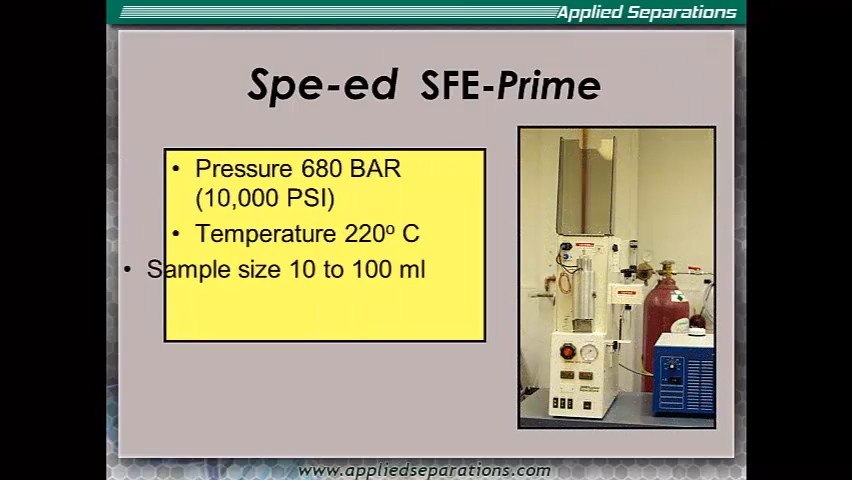 Applied Separations
Spe-ed SFE-Prime
• Pressure 680 BAR
(10,000 PSI)
• Temperature 220º C
• Sample size 10 to 100 ml
www.appliedseparations.com